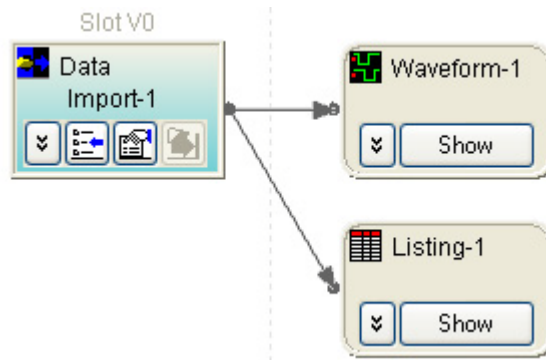 Slot V0
Data
Import-1
Waveform-1
Show
Listing-1
Show